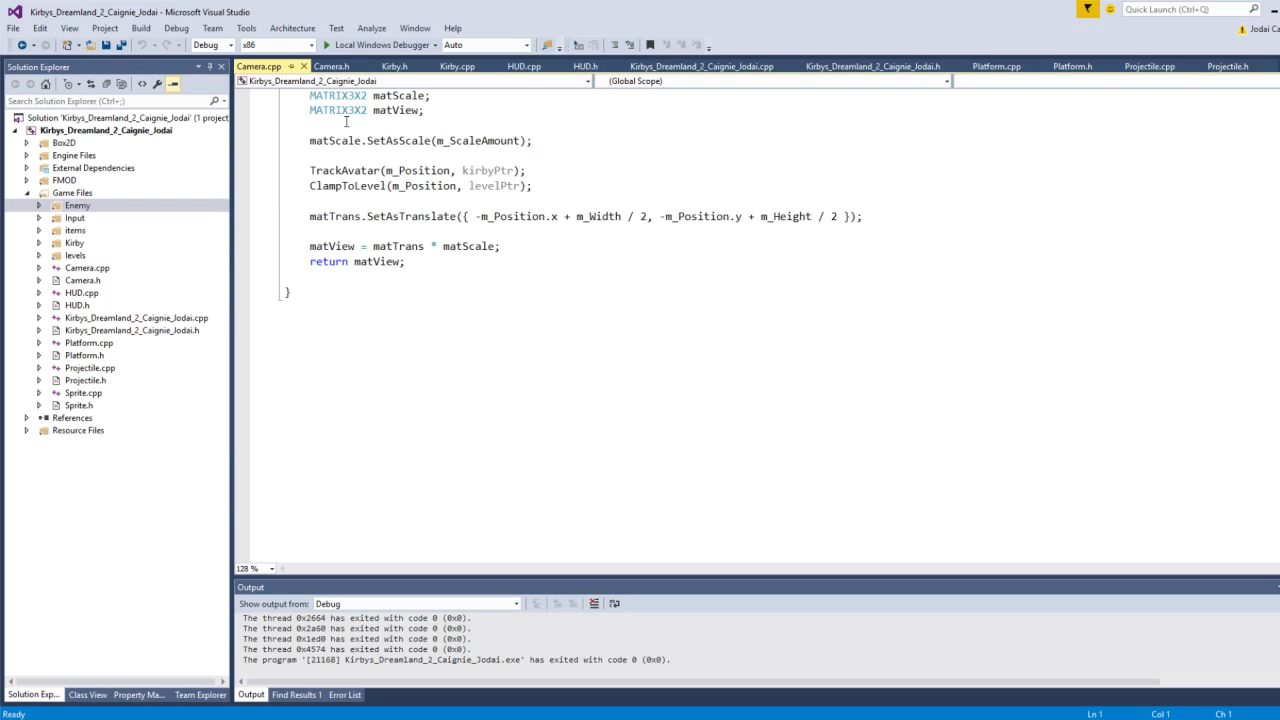 Kirbys_Dreamland_2_Caignie_Jodai - Microsoft Visual Studio
Quick Launch (Ctrl+Q)
File Edit View Project Build Debug Team Tools Architecture Test Analyze Window Help
Jodai Ca
Debug x86 Local Windows Debugger Auto
Solution Explorer
Camera.cpp Camera.h Kirby.h Kirby.cpp HUD.cpp HUD.h Kirbys_Dreamland_2_Caignie_Jodai.cpp Kirbys_Dreamland_2_Caignie_Jodai.h Platform.cpp Platform.h Projectile.cpp Projectile.h
Kirbys_Dreamland_2_Caignie_Jodai (Global Scope)
Search Solution Explorer (Ctrl+;)
Solution 'Kirbys_Dreamland_2_Caignie_Jodai' (1 project)
Kirbys_Dreamland_2_Caignie_Jodai
Box2D
Engine Files
External Dependencies
FMOD
Game Files
Enemy
Input
items
Kirby
levels
Camera.cpp
Camera.h
HUD.cpp
HUD.h
Kirbys_Dreamland_2_Caignie_Jodai.cpp
Kirbys_Dreamland_2_Caignie_Jodai.h
Platform.cpp
Platform.h
Projectile.cpp
Projectile.h
Sprite.cpp
Sprite.h
References
Resource Files
MATRIX3X2 matScale;
MATRIX3X2 matView;
matScale.SetAsScale(m_ScaleAmount);
TrackAvatar(m_Position, kirbyPtr);
ClampToLevel(m_Position, levelPtr);
matTrans.SetAsTranslate({ -m_Position.x + m_Width / 2, -m_Position.y + m_Height / 2 });
matView = matTrans * matScale;
return matView;
}
128 %
Output
Show output from: Debug
The thread 0x2664 has exited with code 0 (0x0).
The thread 0x2a60 has exited with code 0 (0x0).
The thread 0x1ed0 has exited with code 0 (0x0).
The thread 0x4574 has exited with code 0 (0x0).
The program '[21168] Kirbys_Dreamland_2_Caignie_Jodai.exe' has exited with code 0 (0x0).
Solution Exp... Class View Property Ma... Team Explorer Output Find Results 1 Error List
Ready Ln 1 Col 1 Ch 1